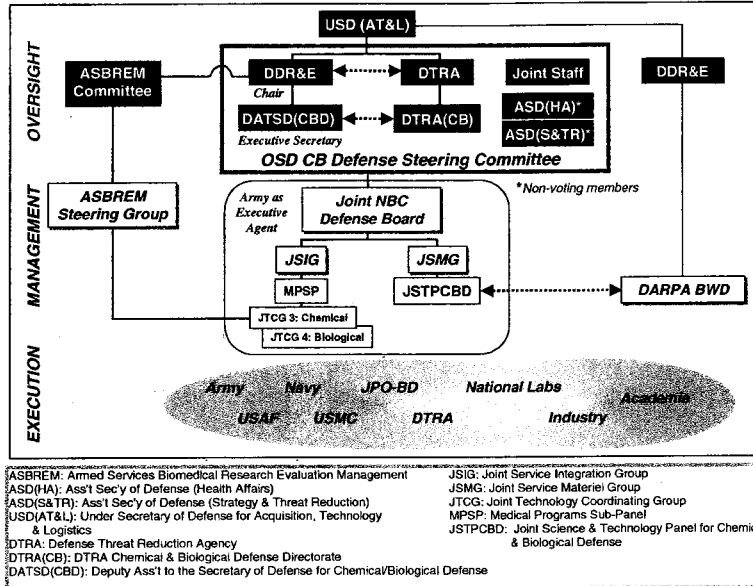 USD (AT&L)
ASBREM
Committee
DDR&E
DTRA
Joint Staff
DDR&E
Chair
ASD(HA)*
DATSD(CBD)
DTRA(CB)
ASD(S&TR)*
Executive Secretary
OSD CB Defense Steering Committee
OVERSIGHT
*Non-voting members
ASBREM
Steering Group
Army as
Executive
Agent
Joint NBC
Defense Board
JSIG
JSMG
MPSP
JSTPCBD
DARPA BWD
JTCG 3: Chemical
JTCG 4: Biological
MANAGEMENT
Army
Navy
JPO-BD
National Labs
Academia
USAF
USMC
DTRA
Industry
EXECUTION
ASBREM: Armed Services Biomedical Research Evaluation Management
ASD(HA): Ass't Sec'y of Defense (Health Affairs)
ASD(S&TR): Ass't Sec'y of Defense (Strategy & Threat Reduction)
USD(AT&L): Under Secretary of Defense for Acquisition, Technology
& Logistics
DTRA: Defense Threat Reduction Agency
DTRA(CB): DTRA Chemical & Biological Defense Directorate
DATSD(CBD): Deputy Ass't to the Secretary of Defense for Chemical/Biological Defense
JSIG: Joint Service Integration Group
JSMG: Joint Service Materiel Group
JTCG: Joint Technology Coordinating Group
MPSP: Medical Programs Sub-Panel
JSTPCBD: Joint Science & Technology Panel for Chemic
& Biological Defense